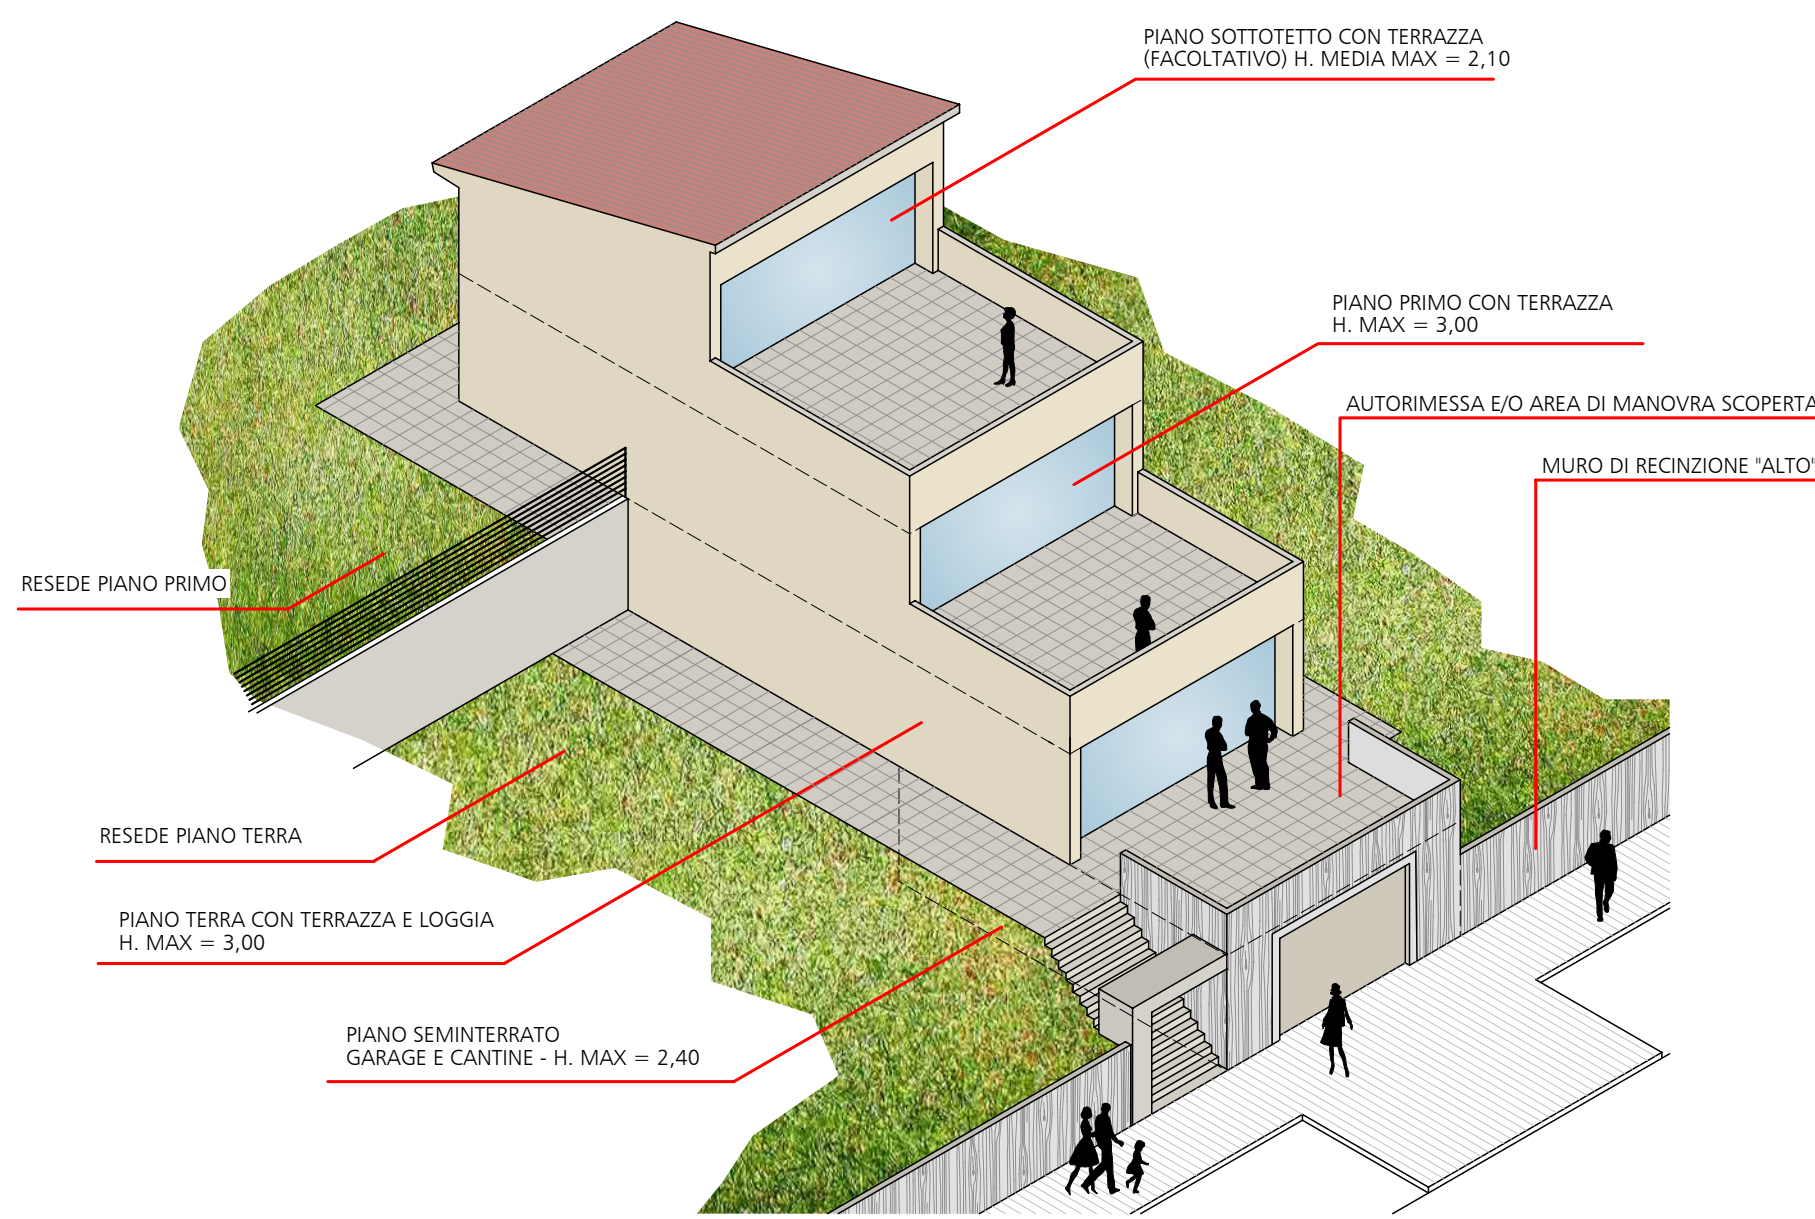 PIANO SOTTOTETTO CON TERRAZZA
(FACOLTATIVO) H. MEDIA MAX = 2,10
PIANO PRIMO CON TERRAZZA
H. MAX = 3,00
AUTORIMESSA E/O AREA DI MANOVRA SCOPERTA
MURO DI RECINZIONE "ALTO"
RESEDE PIANO PRIMO
RESEDE PIANO TERRA
PIANO TERRA CON TERRAZZA E LOGGIA
H. MAX = 3,00
PIANO SEMINTERRATO
GARAGE E CANTINE - H. MAX = 2,40